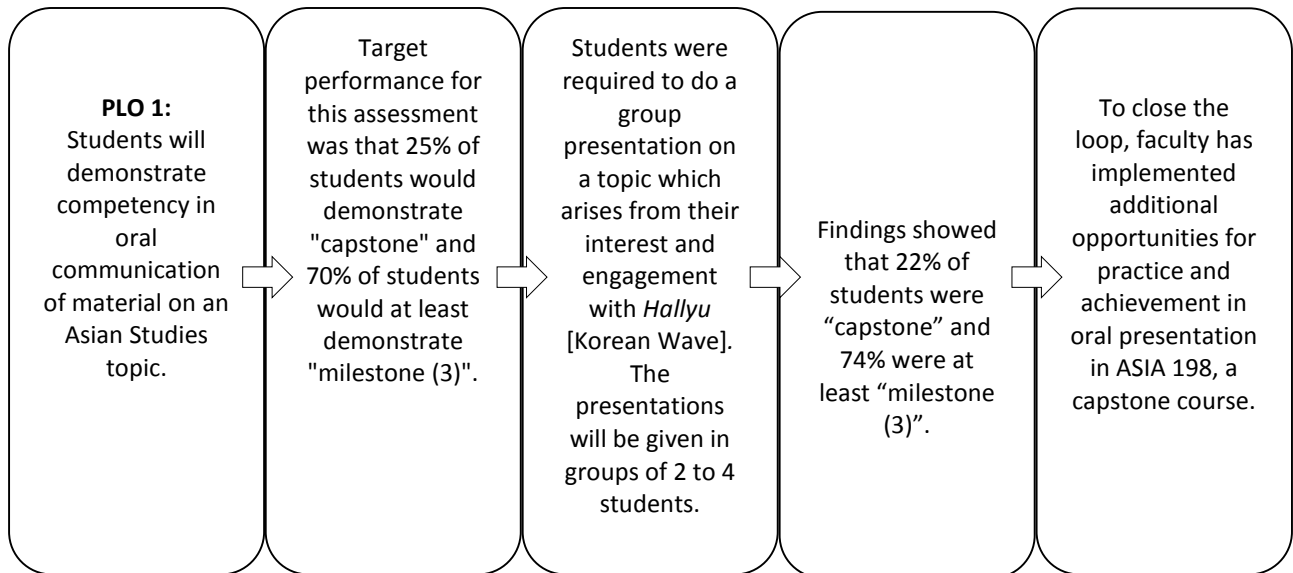 PLO 1:
Students will
demonstrate
competency in
oral
communication
of material on an
Asian Studies
topic.
Target
performance for
this assessment
was that 25% of
students would
demonstrate
"capstone" and
70% of students
would at least
demonstrate
"milestone (3)".
Students were
required to do a
group
presentation on
a topic which
arises from their
interest and
engagement
with Hallyu
[Korean Wave].
The
presentations
will be given in
groups of 2 to 4
students.
Findings showed
that 22% of
students were
“capstone” and
74% were at
least “milestone
(3)”.
To close the
loop, faculty has
implemented
additional
opportunities for
practice and
achievement in
oral presentation
in ASIA 198, a
capstone course.